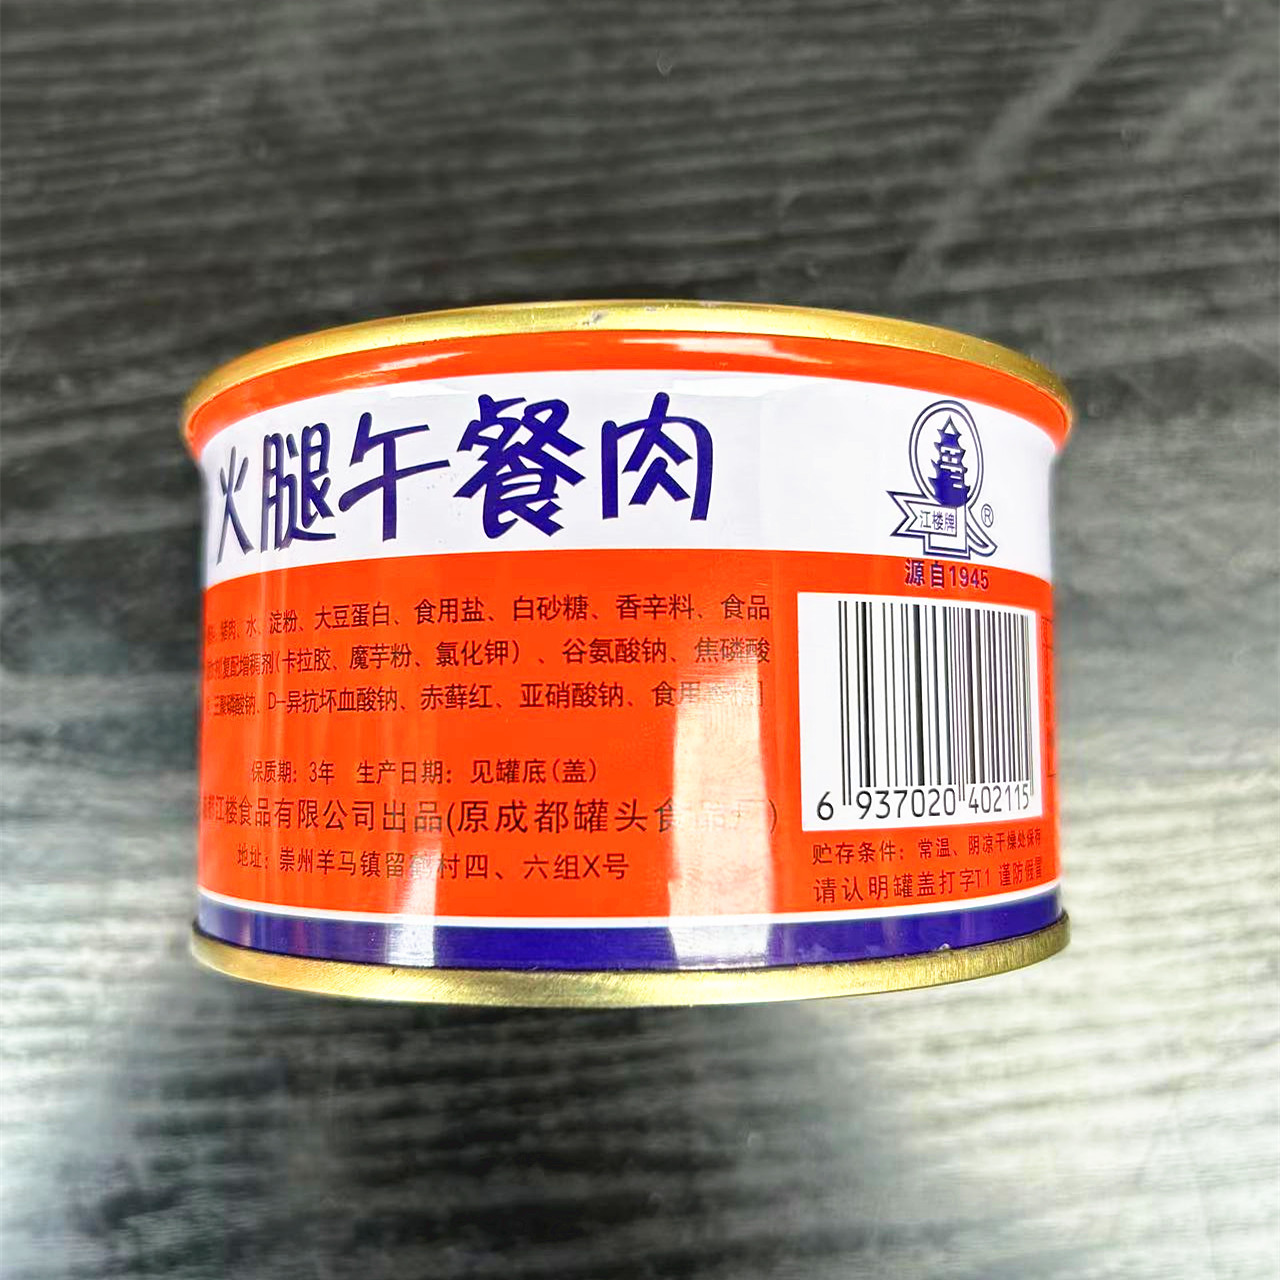 火腿午餐肉
江楼牌
®
源自1945
猪肉、水、淀粉、大豆蛋白、食用盐、白砂糖、香辛料、食品
复配增稠剂(卡拉胶、魔芋粉、氯化钾)、谷氨酸钠、焦磷酸
三聚磷酸钠、D-异抗坏血酸钠、赤藓红、亚硝酸钠、食用
保质期：3年 生产日期：见罐底(盖)
江楼食品有限公司出品(原成都罐头食品厂)
地址：崇州羊马镇留 村四、六组X号
6 937020 402115
贮存条件：常温、阴凉干燥处保存
请认明罐盖打字T.1 谨防假冒